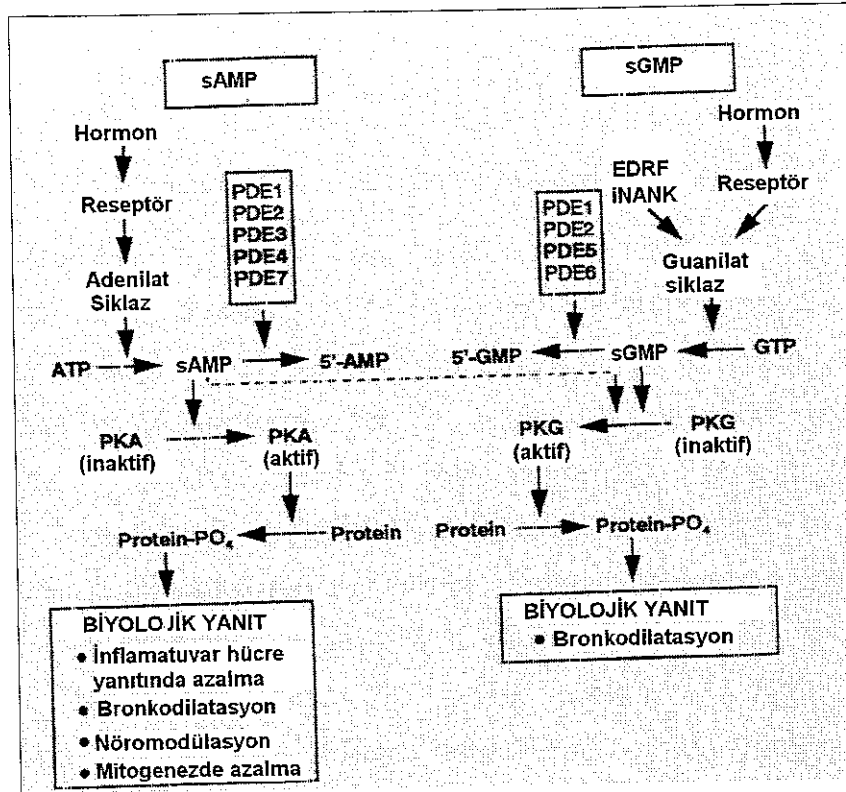 sAMP
sGMP
Hormon
Reseptör
Adenilat
Siklaz
PDE1
PDE2
PDE3
PDE4
PDE7
ATP
sAMP
5'-AMP
PKA
(inaktif)
PKA
(aktif)
Protein-PO₄
Protein
BİYOLOJİK YANIT
• İnflamatuvar hücre
yanıtında azalma
• Bronkodilatasyon
• Nöromodülasyon
• Mitogenezde azalma
Hormon
Reseptör
EDRF
iNANK
Guanilat
siklaz
PDE1
PDE2
PDE5
PDE6
5'-GMP
sGMP
GTP
PKG
(aktif)
PKG
(inaktif)
Protein
Protein-PO₄
BİYOLOJİK YANIT
• Bronkodilatasyon